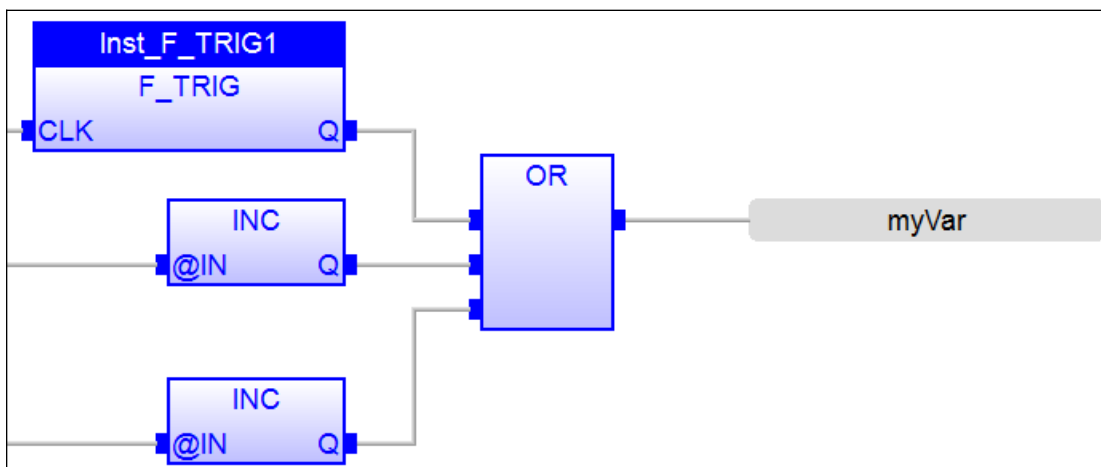 Inst_F_TRIG1
F_TRIG
CLK Q
OR
INC
@IN Q
myVar
INC
@IN Q